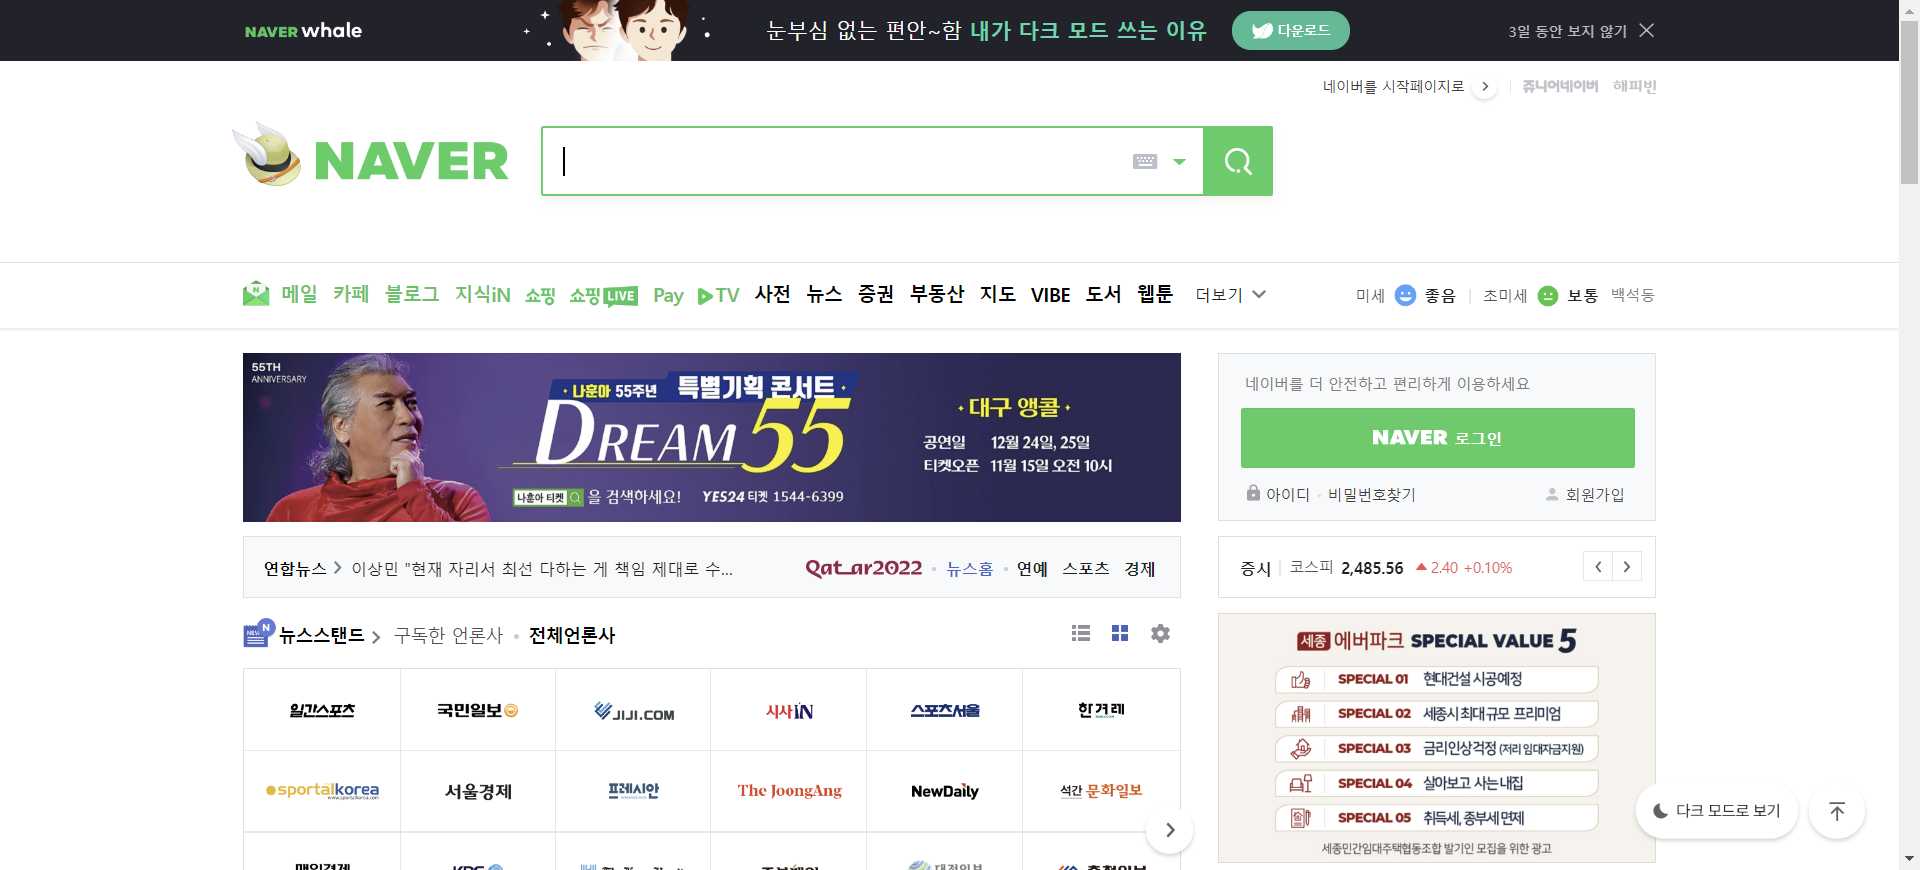 NAVER whale
눈부심 없는 편안~함 내가 다크 모드 쓰는 이유
다운로드
3일 동안 보지 않기
네이버를 시작페이지로
쥬니어네이버 해피빈
NAVER
메일 카페 블로그 지식iN 쇼핑 쇼핑LIVE Pay TV 사전 뉴스 증권 부동산 지도 VIBE 도서 웹툰 더보기
미세 좋음 초미세 보통 백석동
55TH
ANNIVERSARY
나훈아 55주년 특별기획 콘서트
DREAM 55
나훈아 티켓 을 검색하세요! YES24 티켓 1544-6399
대구 앵콜
공연일 12월 24일, 25일
티켓오픈 11월 15일 오전 10시
네이버를 더 안전하고 편리하게 이용하세요
NAVER 로그인
아이디 · 비밀번호찾기 회원가입
연합뉴스 > 이상민 "현재 자리서 최선 다하는 게 책임 제대로 수...
Qatar2022 · 뉴스홈 · 연예 스포츠 경제
증시 코스피 2,485.56 ▲ 2.40 +0.10%
뉴스스탠드 > 구독한 언론사 · 전체언론사
일간스포츠 국민일보 JIJI.COM 시사IN 스포츠서울 한겨레
sportalkorea 서울경제 프레시안 The JoongAng NewDaily 석간 문화일보
www.sportalkorea.com
세종 에버파크 SPECIAL VALUE 5
SPECIAL 01 현대건설 시공예정
SPECIAL 02 세종시 최대 규모 프리미엄
SPECIAL 03 금리인상걱정 (저리 임대자금지원)
SPECIAL 04 살아보고 사는 내집
SPECIAL 05 취득세, 종부세 면제
세종민간임대주택협동조합 발기인 모집을 위한 광고
다크 모드로 보기